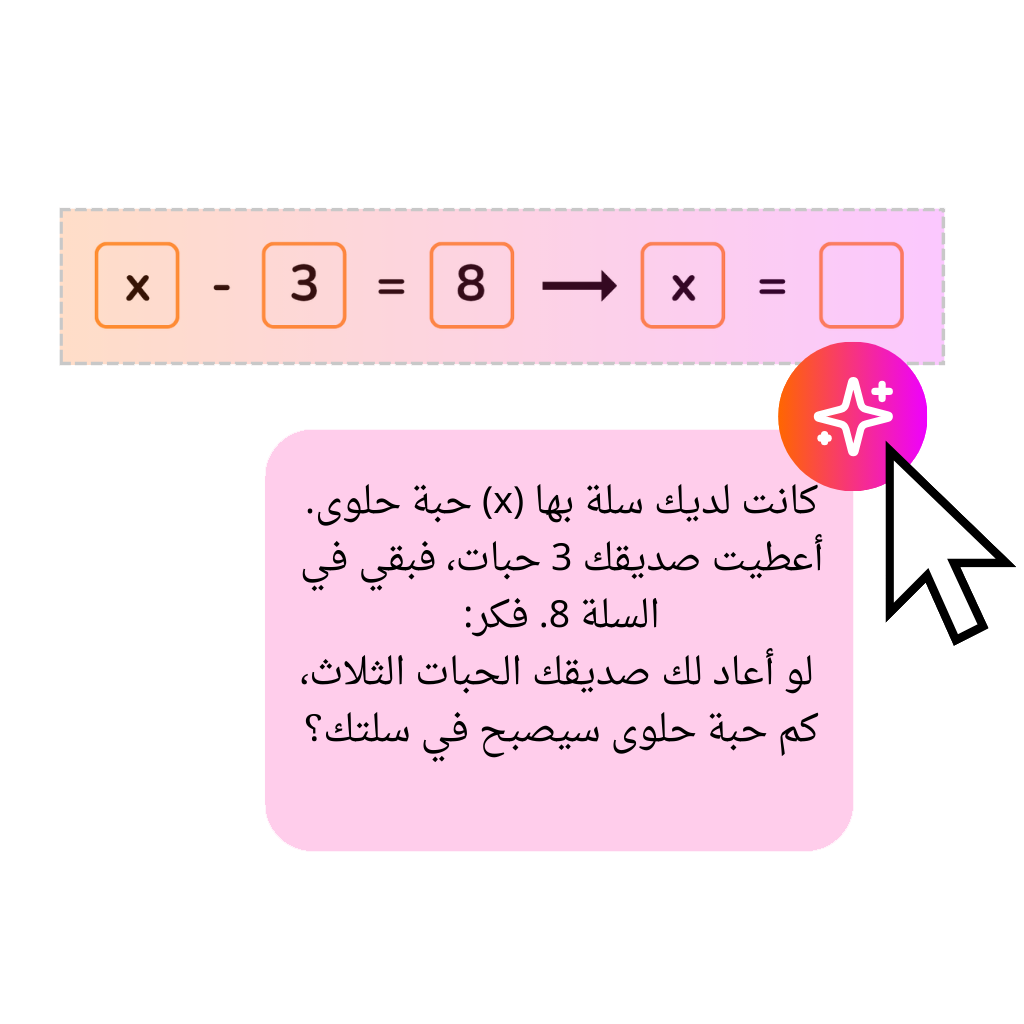 x - 3 = 8 → x =
كانت لديك سلة بها (x) حبة حلوى.
أعطيت صديقك 3 حبات، فبقي في
السلة 8. فكر:
لو أعاد لك صديقك الحبات الثلاث،
كم حبة حلوى سيصبح في سلتك؟